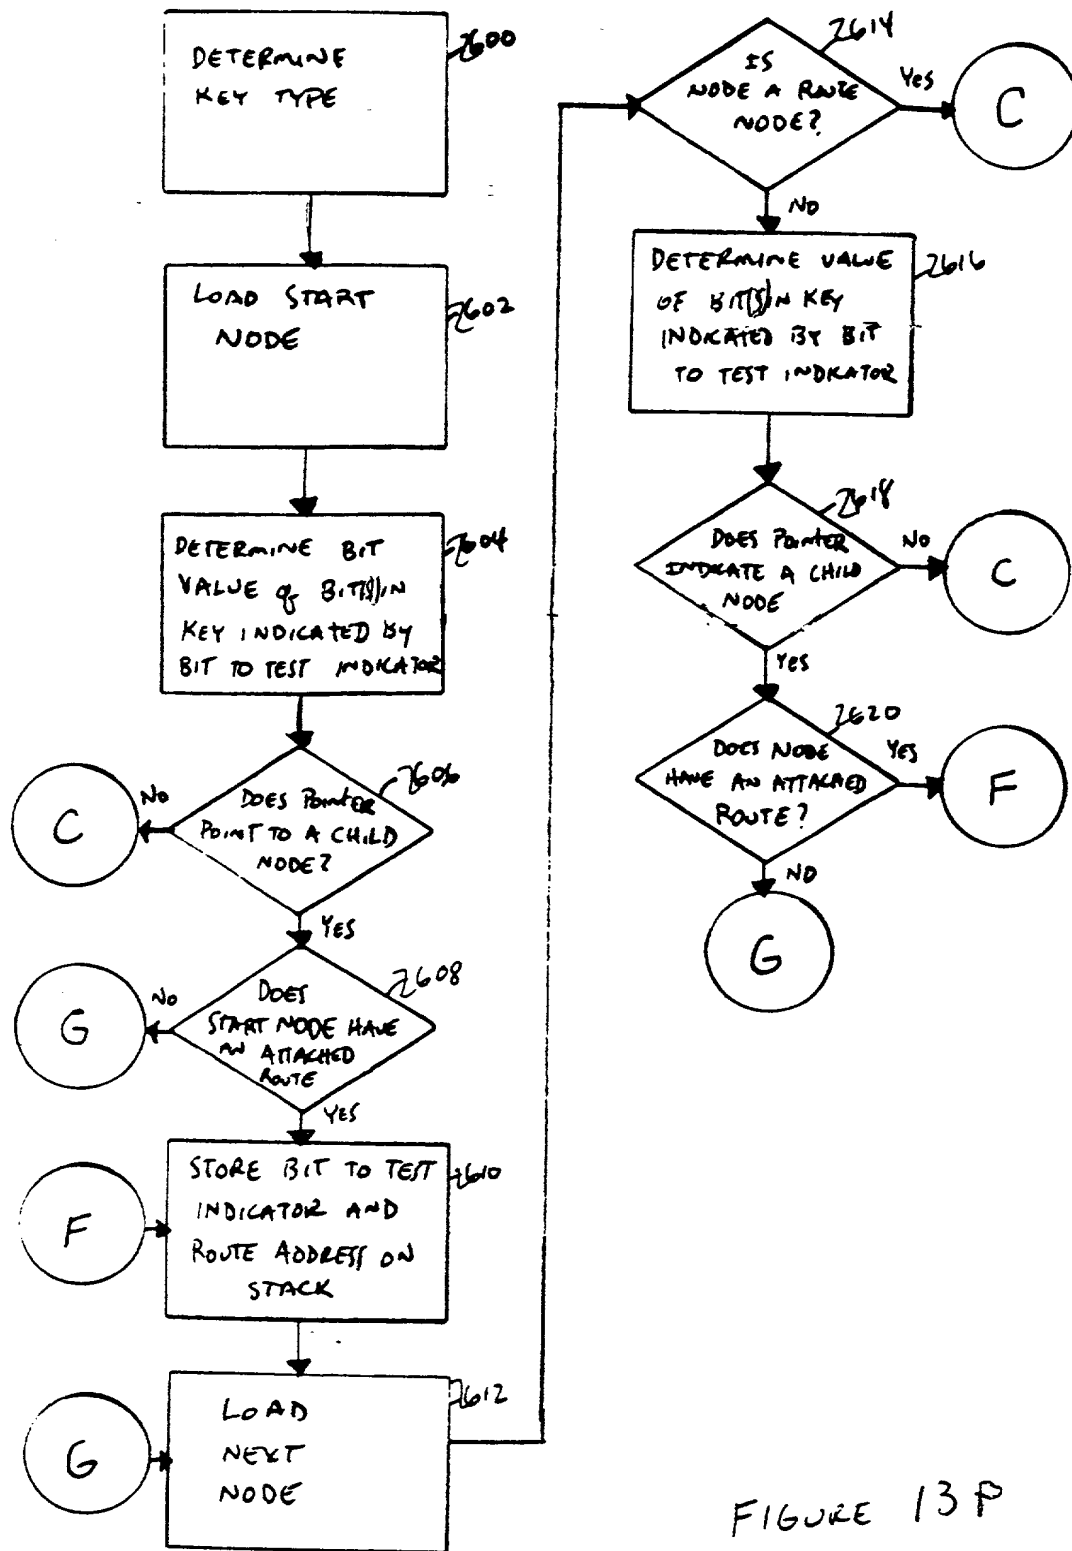 DETERMINE
KEY TYPE
2600
LOAD START
NODE
2602
DETERMINE BIT
VALUE of BIT(S) IN
KEY INDICATED BY
BIT TO TEST INDICATOR
2604
DOES POINTER
POINT TO A CHILD
NODE?
2606
NO
C
YES
DOES
START NODE HAVE
AN ATTACHED
ROUTE
2608
NO
G
YES
STORE BIT TO TEST
INDICATOR AND
ROUTE ADDRESS ON
STACK
2610
F
LOAD
NEXT
NODE
2612
G
IS
NODE A ROUTE
NODE?
2614
YES
C
NO
DETERMINE VALUE
OF BIT(S) IN KEY
INDICATED BY BIT
TO TEST INDICATOR
2616
DOES POINTER
INDICATE A CHILD
NODE
2618
NO
C
YES
DOES NODE
HAVE AN ATTACHED
ROUTE?
2620
YES
F
NO
G
FIGURE 13P